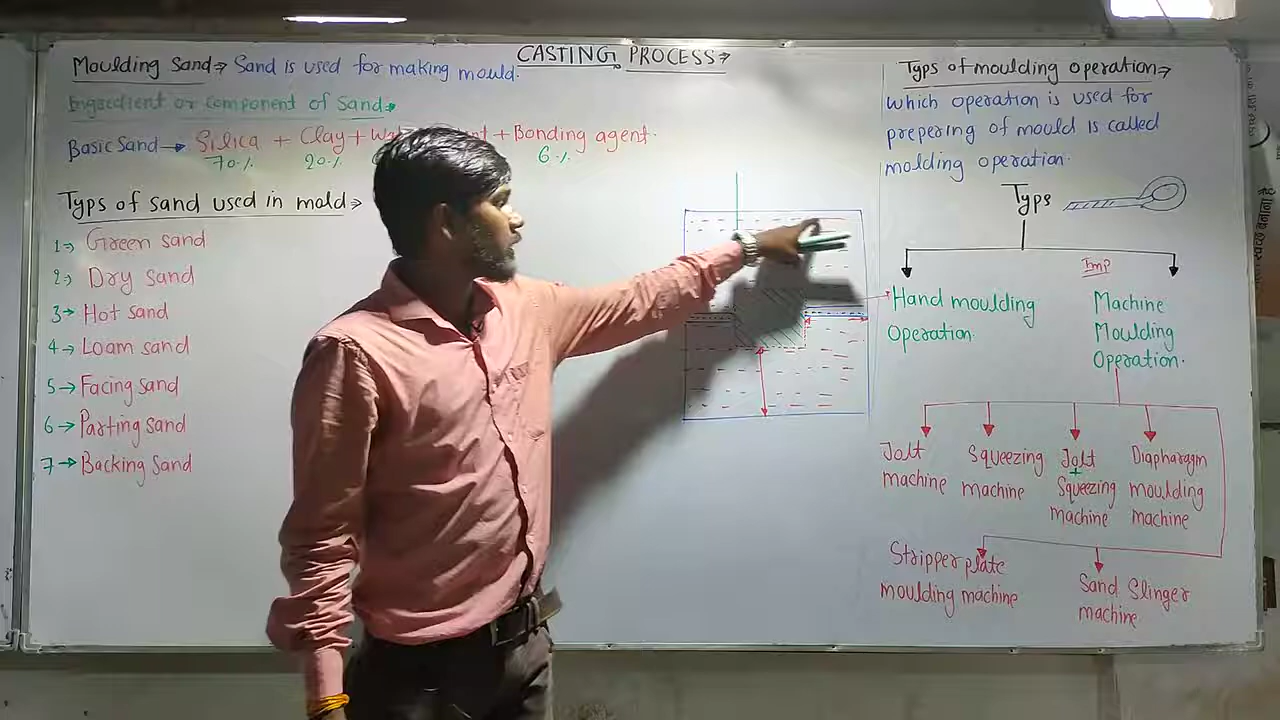 CASTING PROCESS→
Moulding Sand→ Sand is used for making mould.
Ingredient or component of Sand→
Basic Sand→ Silica + Clay + + Bonding agent.
70% 20% 6%
Typs of sand used in mold→
1→ Green sand
2→ Dry sand
3→ Hot sand
4→ Loam sand
5→ Facing sand
6→ Parting sand
7→ Backing sand
Typs of moulding operation→
Which operation is used for
prepering of mould is called
molding operation.
Typs
Imp
Hand moulding
Operation.
Machine
Moulding
Operation.
Jolt
machine
Squeezing
machine
Jolt
+
Squeezing
machine
Diapharagm
moulding
machine
Stripper plate
moulding machine
Sand Slinger
machine